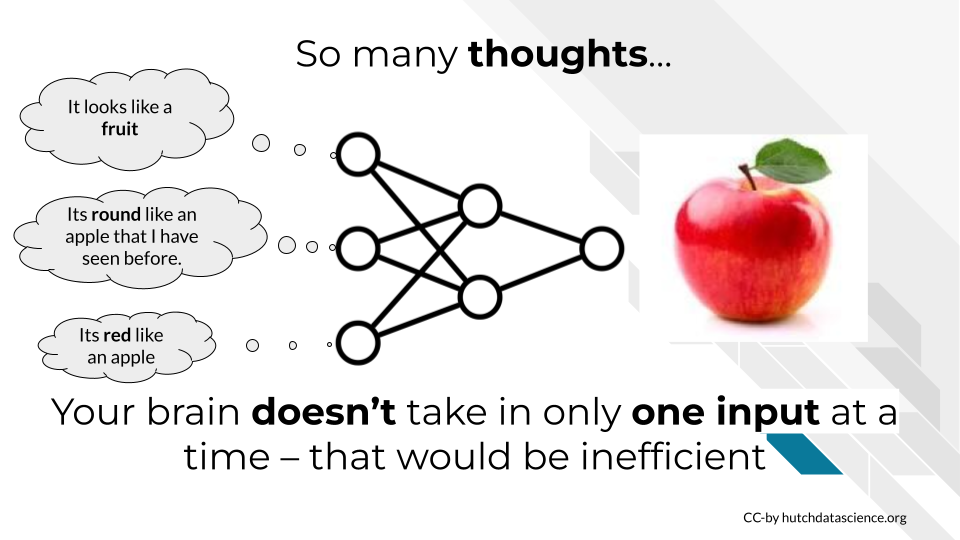 So many thoughts...
It looks like a
fruit
Its round like an
apple that I have
seen before.
Its red like
an apple
Your brain doesn’t take in only one input at a
time – that would be inefficient
CC-by hutchdatascience.org